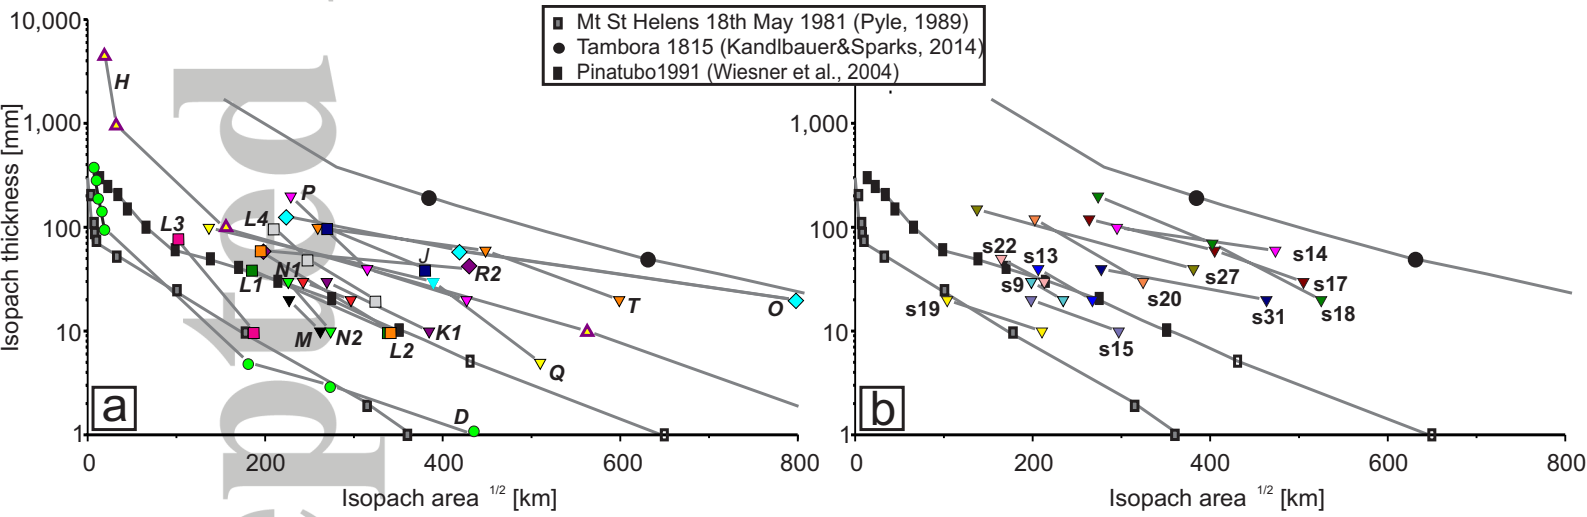 Mt St Helens 18th May 1981 (Pyle, 1989)
Tambora 1815 (Kandlbauer&Sparks, 2014)
Pinatubo1991 (Wiesner et al., 2004)
Isopach thickness [mm]
10,000
1,000
100
10
1
H
P
L4
L3
J
R2
N1
L1
T
O
M
N2
L2
K1
Q
D
a
0 200 400 600 800
Isopach area 1/2 [km]
1,000
100
10
1
s22
s13
s14
s9
s27
s17
s20
s19
s31
s18
s15
b
0 200 400 600 800
Isopach area 1/2 [km]